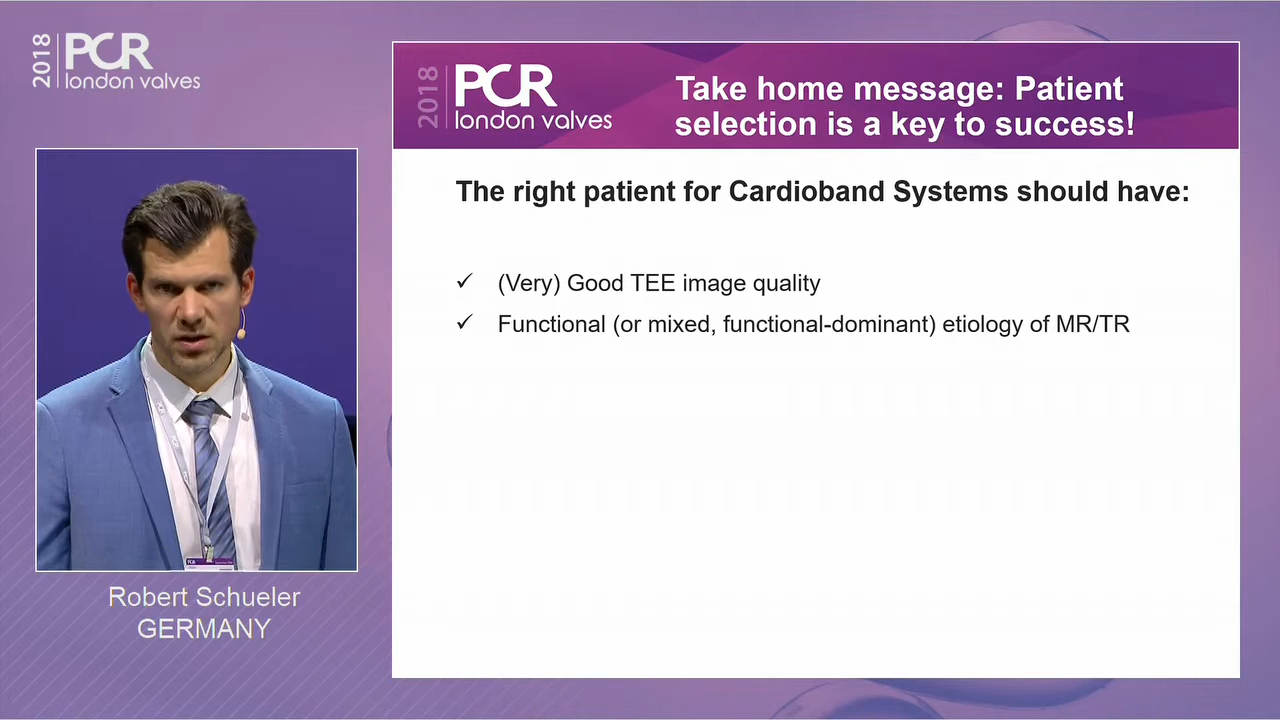 2018
PCR
london valves
2018
PCR
london valves
Take home message: Patient
selection is a key to success!
The right patient for Cardioband Systems should have:
✓ (Very) Good TEE image quality
✓ Functional (or mixed, functional-dominant) etiology of MR/TR
PCR
PCR
Robert Schueler
GERMANY